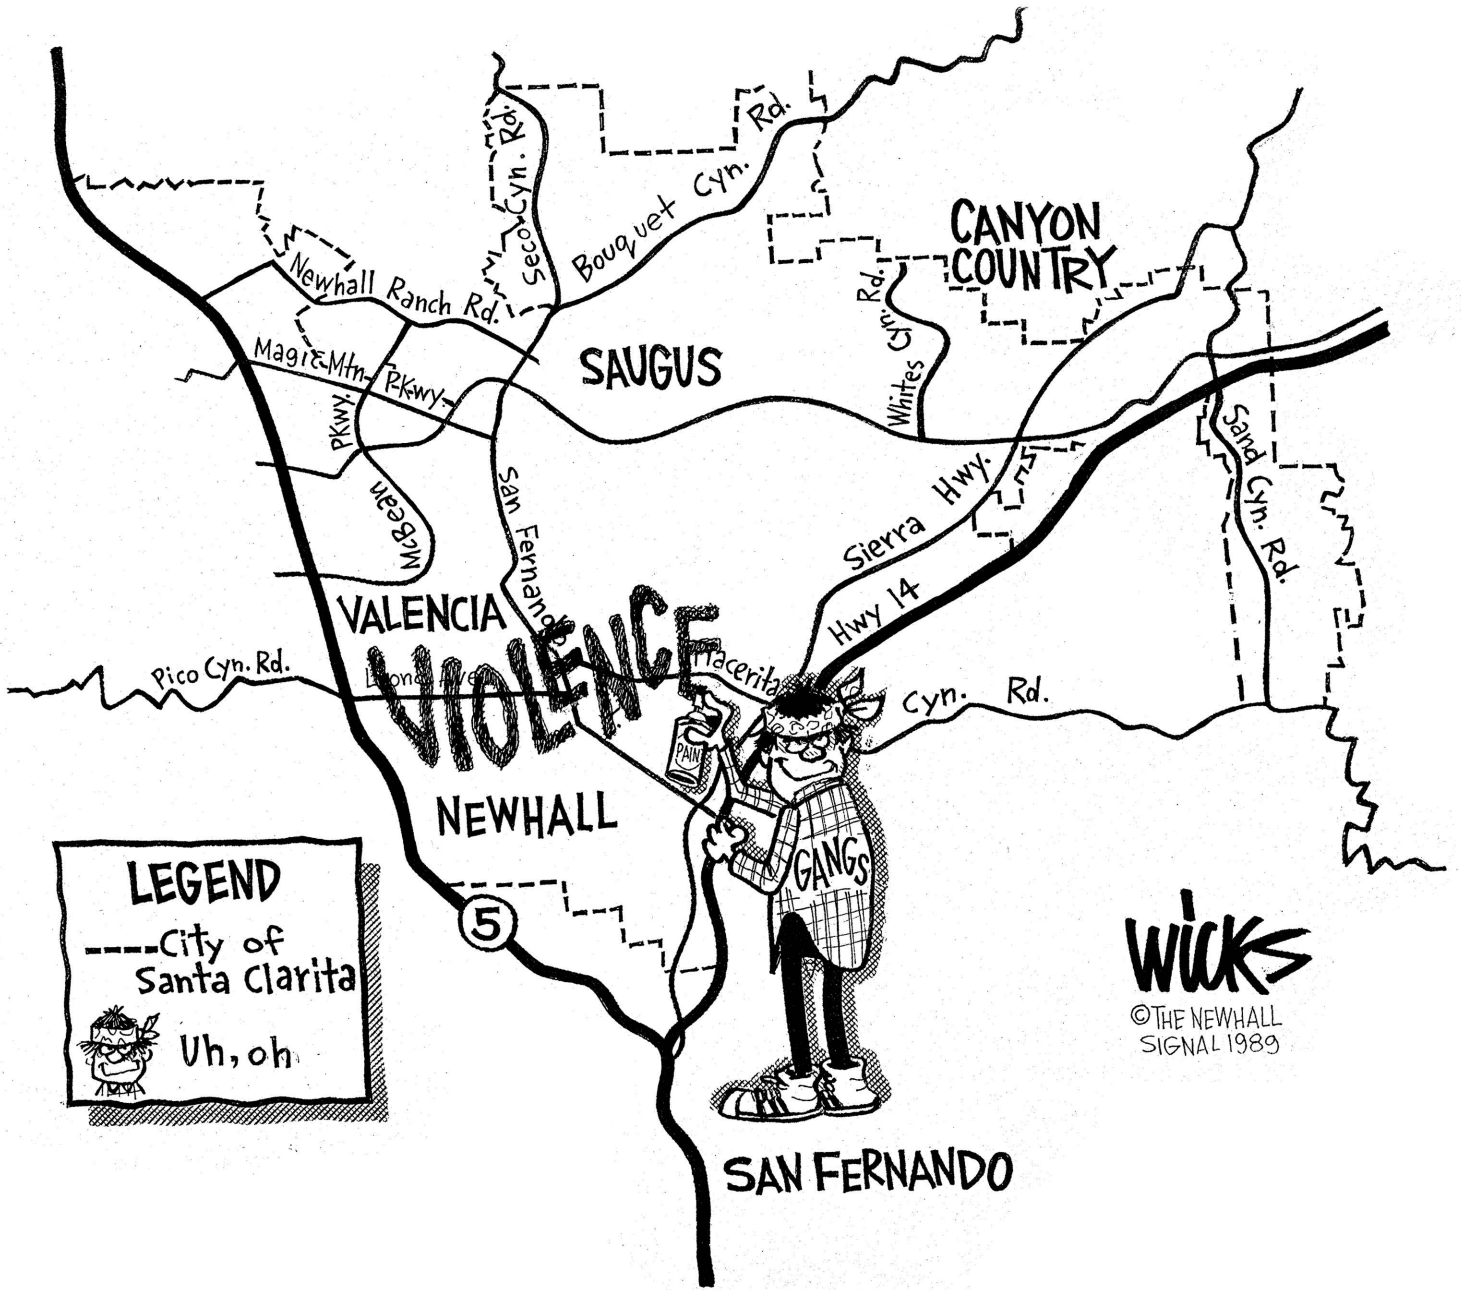 Seco Cyn. Rd.
Bouquet Cyn. Rd.
CANYON
COUNTRY
Newhall Ranch Rd.
Whites Cyn. Rd.
Magic Mtn. Pkwy.
SAUGUS
McBean Pkwy.
San Fernando
Sand Cyn. Rd.
Sierra Hwy.
Hwy 14
VALENCIA
VIOLENCE
Pico Cyn. Rd.
Placerita Cyn. Rd.
PAIN
GANGS
NEWHALL
5
LEGEND
City of
Santa Clarita
Uh, oh
WICKS
© THE NEWHALL
SIGNAL 1989
SAN FERNANDO